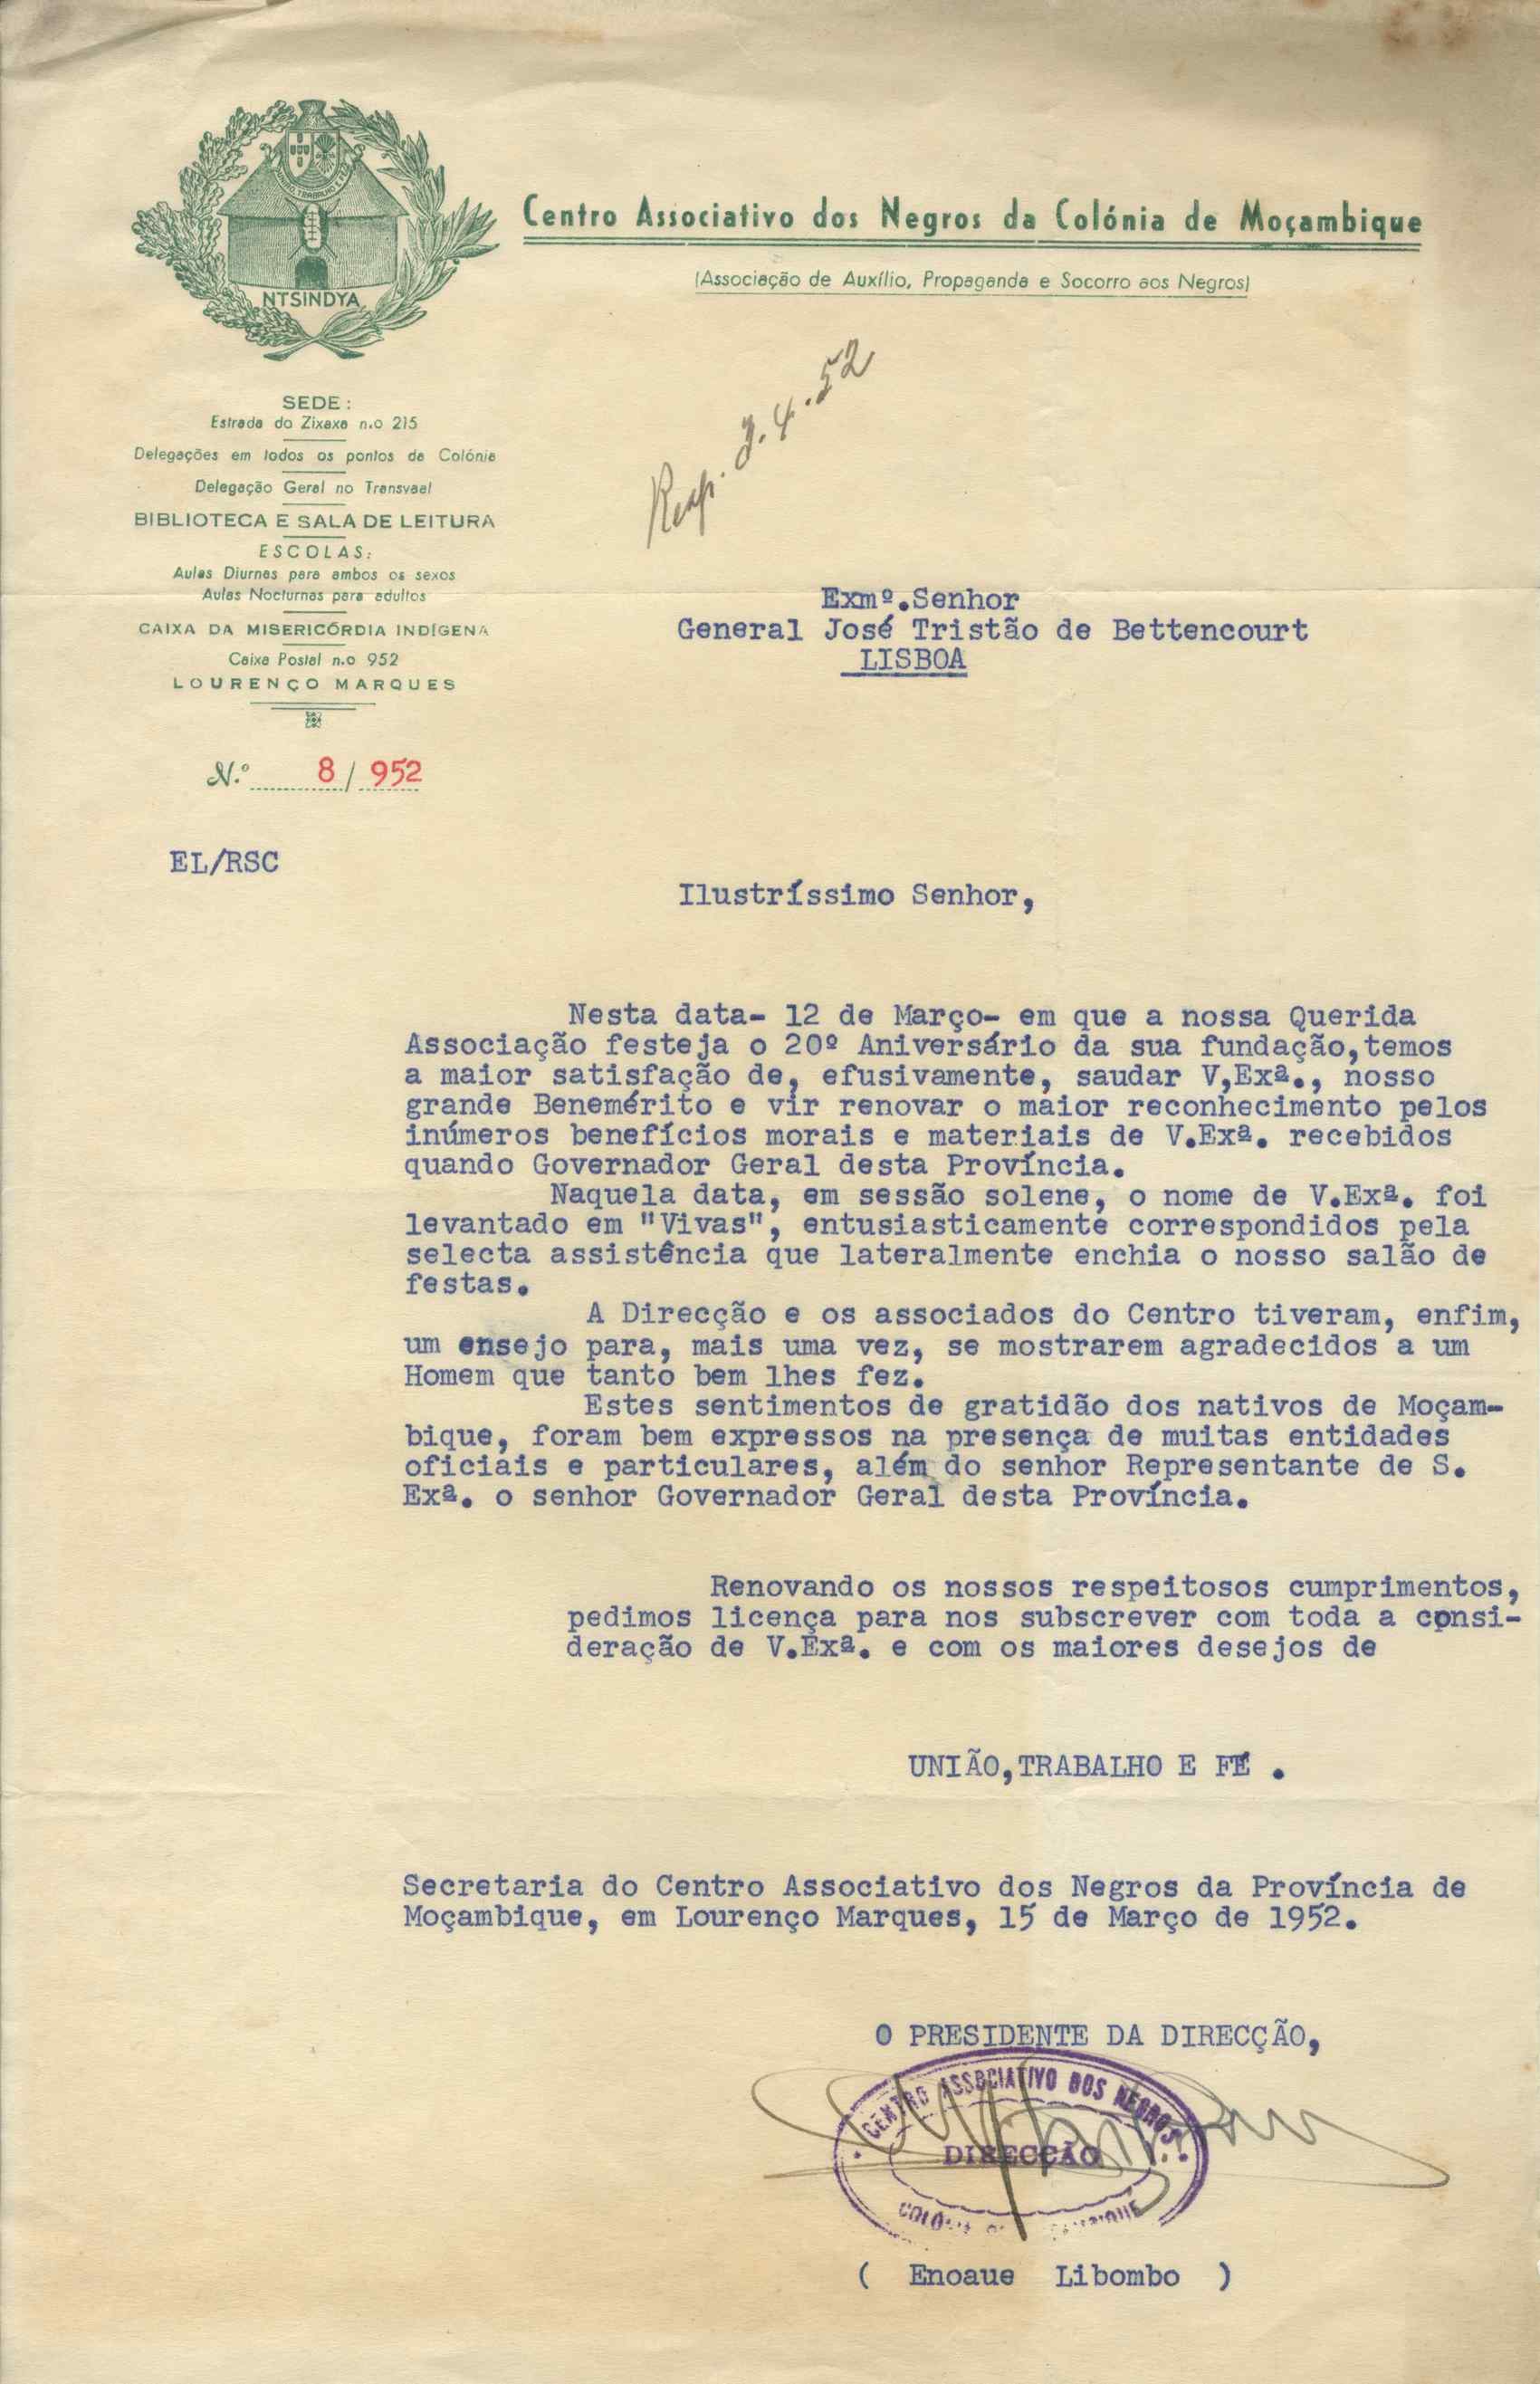 Centro Associativo dos Negros da Colónia de Moçambique
(Associação de Auxílio, Propaganda e Socorro aos Negros)
NTSINDYA
SEDE:
Estrada do Zixaxa n.o 215
Delegações em todos os pontos da Colónia
Delegação Geral no Transvaal
BIBLIOTECA E SALA DE LEITURA
ESCOLAS:
Aulas Diurnas para ambos os sexos
Aulas Nocturnas para adultos
CAIXA DA MISERICÓRDIA INDÍGENA
Caixa Postal n.o 952
LOURENÇO MARQUES
N.º 8 / 952
Resp. 3.4.52
Exmº.Senhor
General José Tristão de Bettencourt
LISBOA
EL/RSC
Ilustríssimo Senhor,
Nesta data- 12 de Março- em que a nossa Querida
Associação festeja o 20º Aniversário da sua fundação,temos
a maior satisfação de, efusivamente, saudar V,Exª., nosso
grande Benemérito e vir renovar o maior reconhecimento pelos
inúmeros benefícios morais e materiais de V.Exª. recebidos
quando Governador Geral desta Província.
Naquela data, em sessão solene, o nome de V.Exª. foi
levantado em "Vivas", entusiasticamente correspondidos pela
selecta assistência que lateralmente enchia o nosso salão de
festas.
A Direcção e os associados do Centro tiveram, enfim,
um ensejo para, mais uma vez, se mostrarem agradecidos a um
Homem que tanto bem lhes fez.
Estes sentimentos de gratidão dos nativos de Moçam-
bique, foram bem expressos na presença de muitas entidades
oficiais e particulares, além do senhor Representante de S.
Exª. o senhor Governador Geral desta Província.
Renovando os nossos respeitosos cumprimentos,
pedimos licença para nos subscrever com toda a consi-
deração de V.Exª. e com os maiores desejos de
UNIÃO,TRABALHO E FÉ .
Secretaria do Centro Associativo dos Negros da Província de
Moçambique, em Lourenço Marques, 15 de Março de 1952.
O PRESIDENTE DA DIRECÇÃO,
CENTRO ASSOCIATIVO DOS NEGROS
DIRECÇÃO
( Enoaue Libombo )